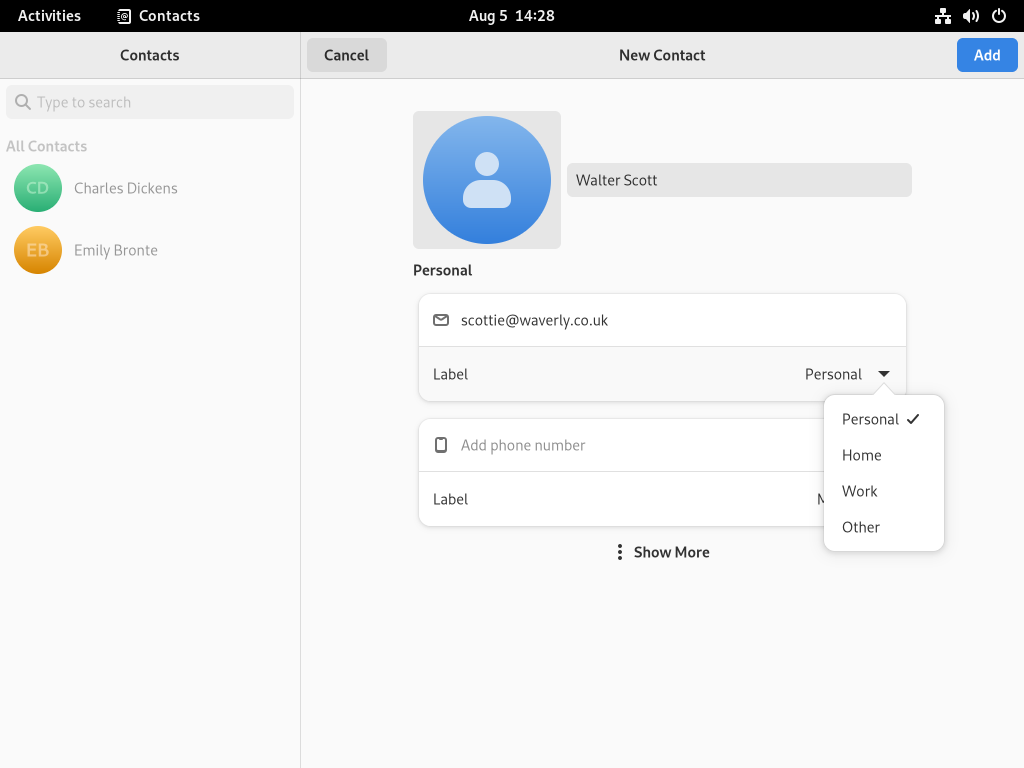 Activities Contacts Aug 5 14:28
Contacts
Cancel New Contact Add
Type to search
All Contacts
CD Charles Dickens
EB Emily Bronte
Walter Scott
Personal
scottie@waverly.co.uk
Label Personal
Personal
Home
Work
Other
Add phone number
Label
Show More